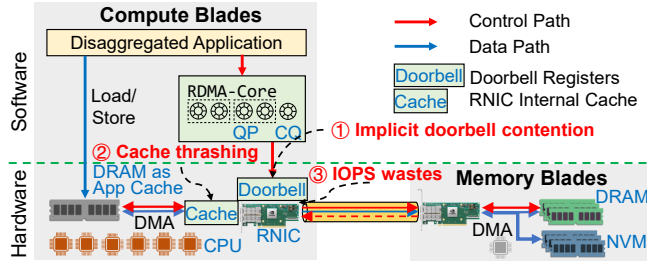 Compute Blades
Disaggregated Application
Control Path
Data Path
Doorbell Doorbell Registers
Cache RNIC Internal Cache
Software
Load/
Store
RDMA-Core
QP CQ
① Implicit doorbell contention
② Cache thrashing
Hardware
DRAM as
App Cache
Doorbell
③ IOPS wastes
Memory Blades
DRAM
Cache
DMA
RNIC
CPU
DMA
NVM